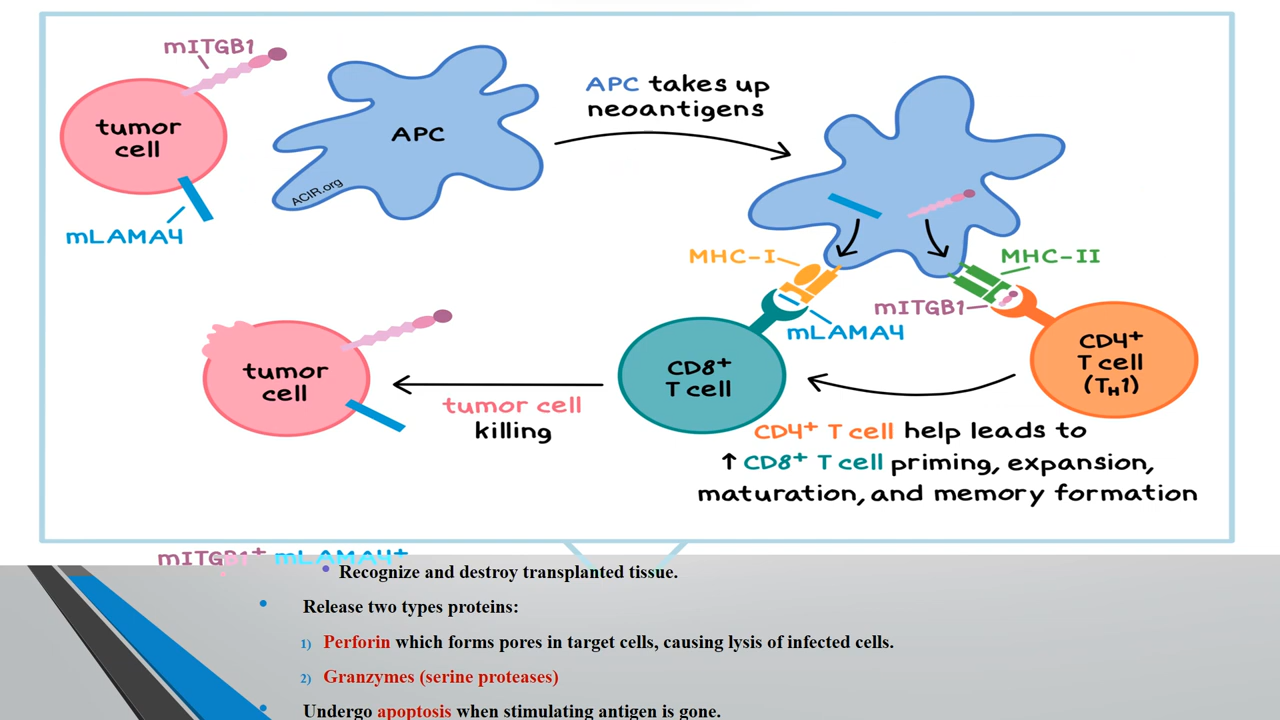 mITGB1
tumor
cell
mLAMA4
APC
ACIR.org
APC takes up
neoantigens
MHC-I
MHC-II
mITGB1
mLAMA4
CD8+
T cell
CD4+
T cell
(TH1)
tumor
cell
tumor cell
killing
CD4+ T cell help leads to
↑ CD8+ T cell priming, expansion,
maturation, and memory formation
mITGB1+ mLAMA4+
• Recognize and destroy transplanted tissue.
• Release two types proteins:
1) Perforin which forms pores in target cells, causing lysis of infected cells.
2) Granzymes (serine proteases)
• Undergo apoptosis when stimulating antigen is gone.